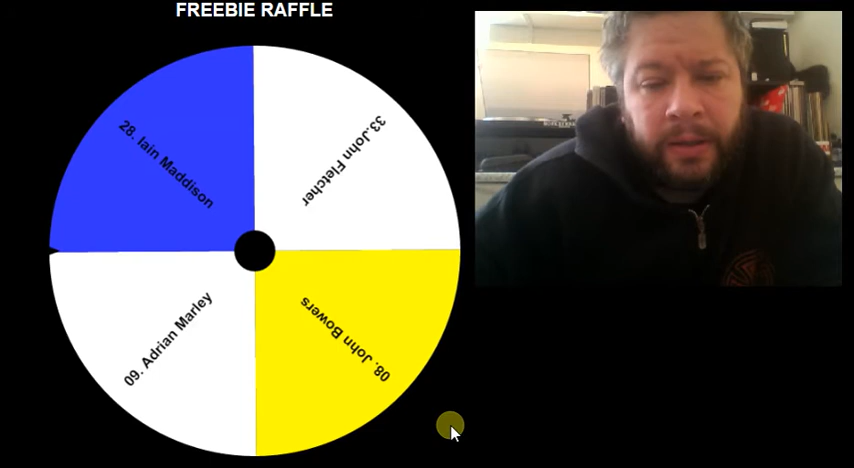 FREEBIE RAFFLE
28. Iain Maddison
33.John Fletcher
09. Adrian Marley
08. John Bowers